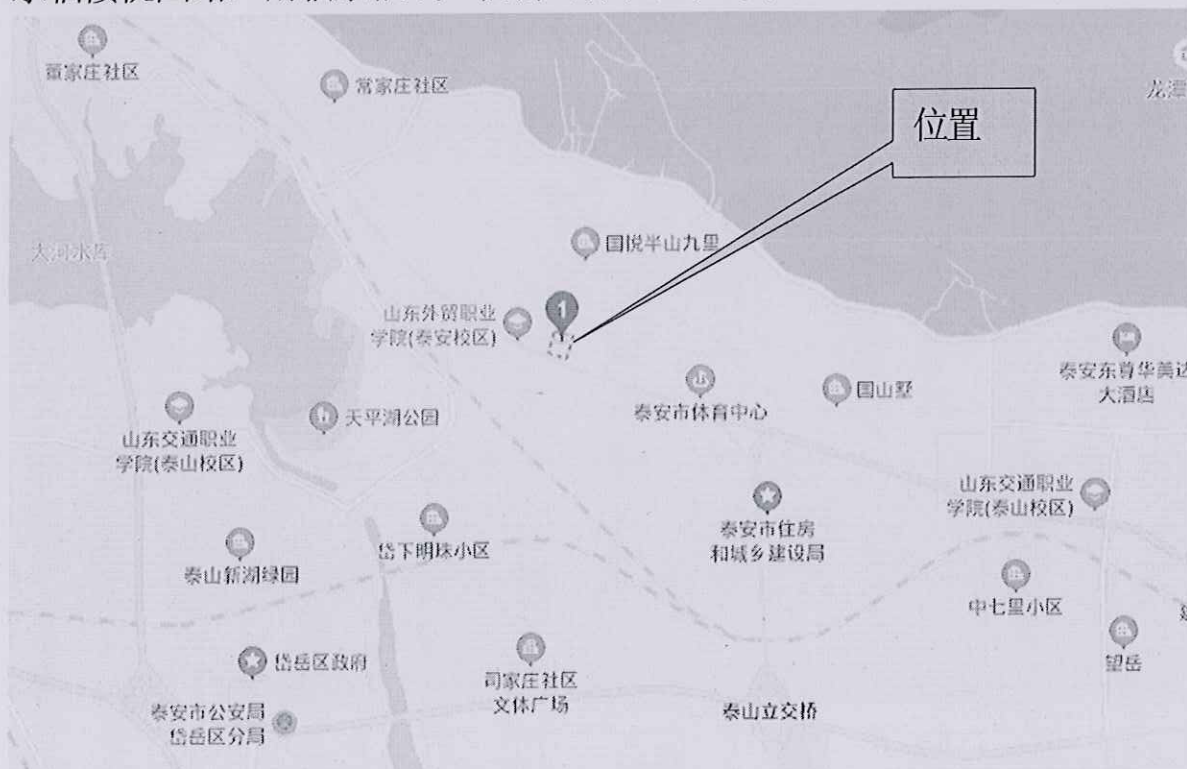 董家庄社区
常家庄社区
龙潭
位置
大河水库
国悦半山九里
1
山东外贸职业
学院(泰安校区)
泰安东尊华美达
大酒店
泰安市体育中心
国山墅
天平湖公园
山东交通职业
学院(泰山校区)
山东交通职业
学院(泰山校区)
泰安市住房
和城乡建设局
岱下明珠小区
泰山新湖绿园
中七里小区
望岳
岱岳区政府
司家庄社区
文体广场
泰安市公安局
岱岳区分局
泰山立交桥